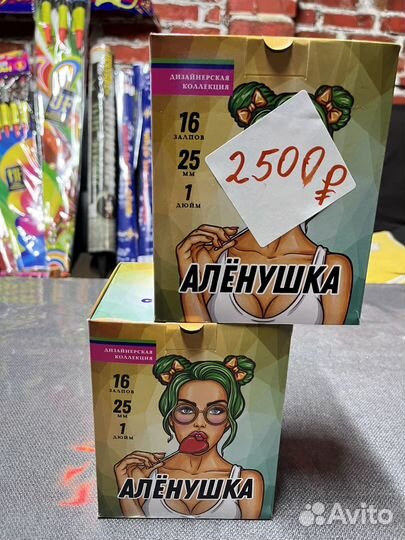 ДИЗАЙНЕРСКАЯ
КОЛЛЕКЦИЯ
16
ЗАЛПОВ
25
ММ
1
ДЮЙМ
2500₽
АЛЁНУШКА
ДИЗАЙНЕРСКАЯ
КОЛЛЕКЦИЯ
16
ЗАЛПОВ
25
ММ
1
ДЮЙМ
АЛЁНУШКА
Avito